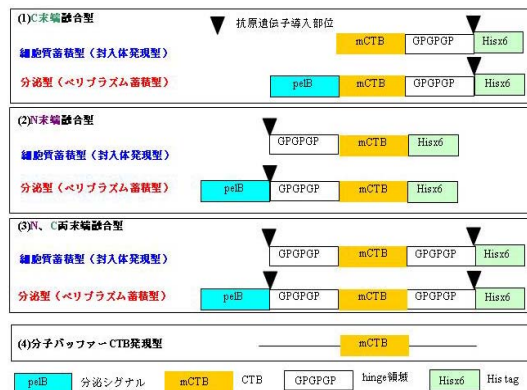 (1)C末端融合型
抗原遺伝子導入部位
細胞質蓄積型（封入体発現型）
mCTB GPGPGP Hisx6
分泌型（ペリプラズム蓄積型）
pelB mCTB GPGPGP Hisx6
(2)N末端融合型
細胞質蓄積型（封入体発現型）
GPGPGP mCTB Hisx6
分泌型（ペリプラズム蓄積型）
pelB GPGPGP mCTB Hisx6
(3)N、C両末端融合型
細胞質蓄積型（封入体発現型）
GPGPGP mCTB GPGPGP Hisx6
分泌型（ペリプラズム蓄積型）
pelB GPGPGP mCTB GPGPGP Hisx6
(4)分子バッファーCTB発現型
mCTB
pelB 分泌シグナル mCTB CTB GPGPGP hinge領域 Hisx6 His tag